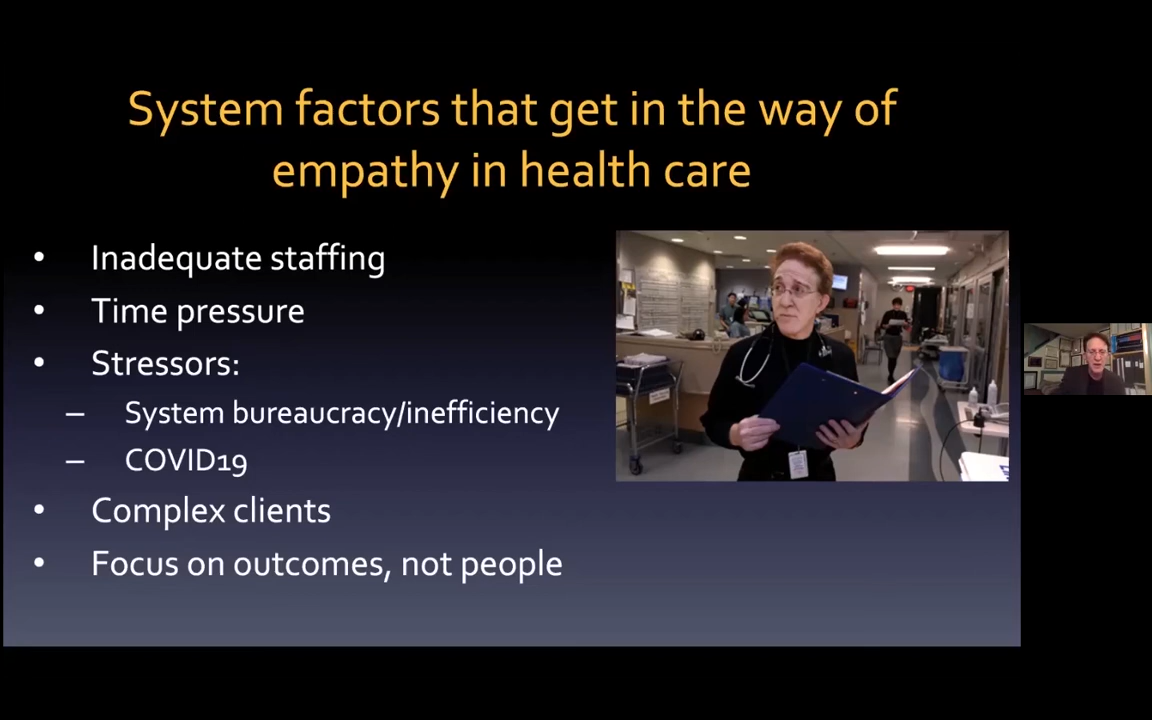 System factors that get in the way of
empathy in health care
• Inadequate staffing
• Time pressure
• Stressors:
– System bureaucracy/inefficiency
– COVID19
• Complex clients
• Focus on outcomes, not people